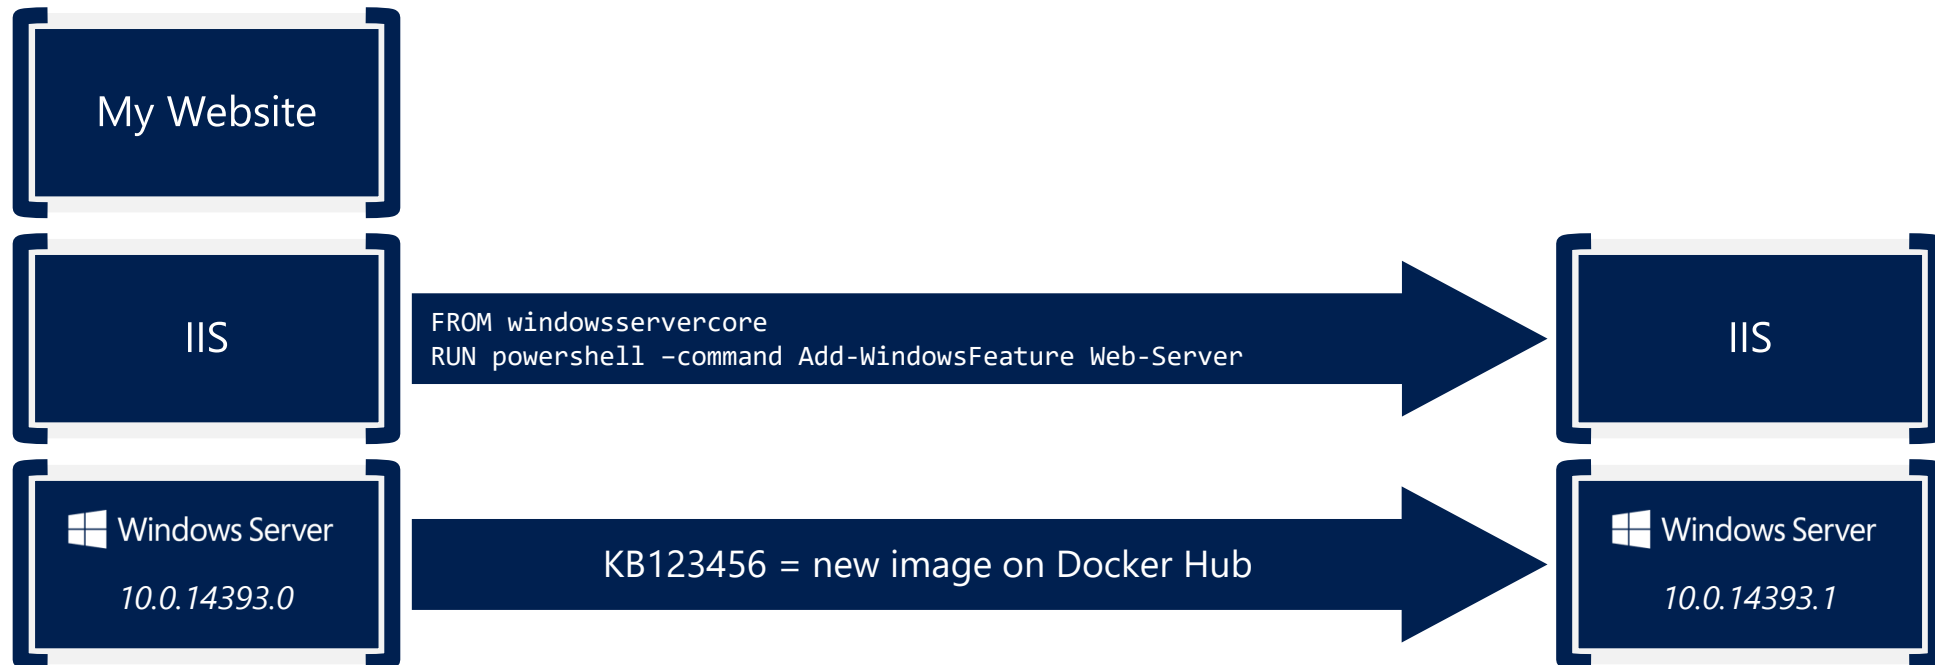 My Website
IIS
FROM windowsservercore
RUN powershell –command Add-WindowsFeature Web-Server
IIS
Windows Server
10.0.14393.0
KB123456 = new image on Docker Hub
Windows Server
10.0.14393.1